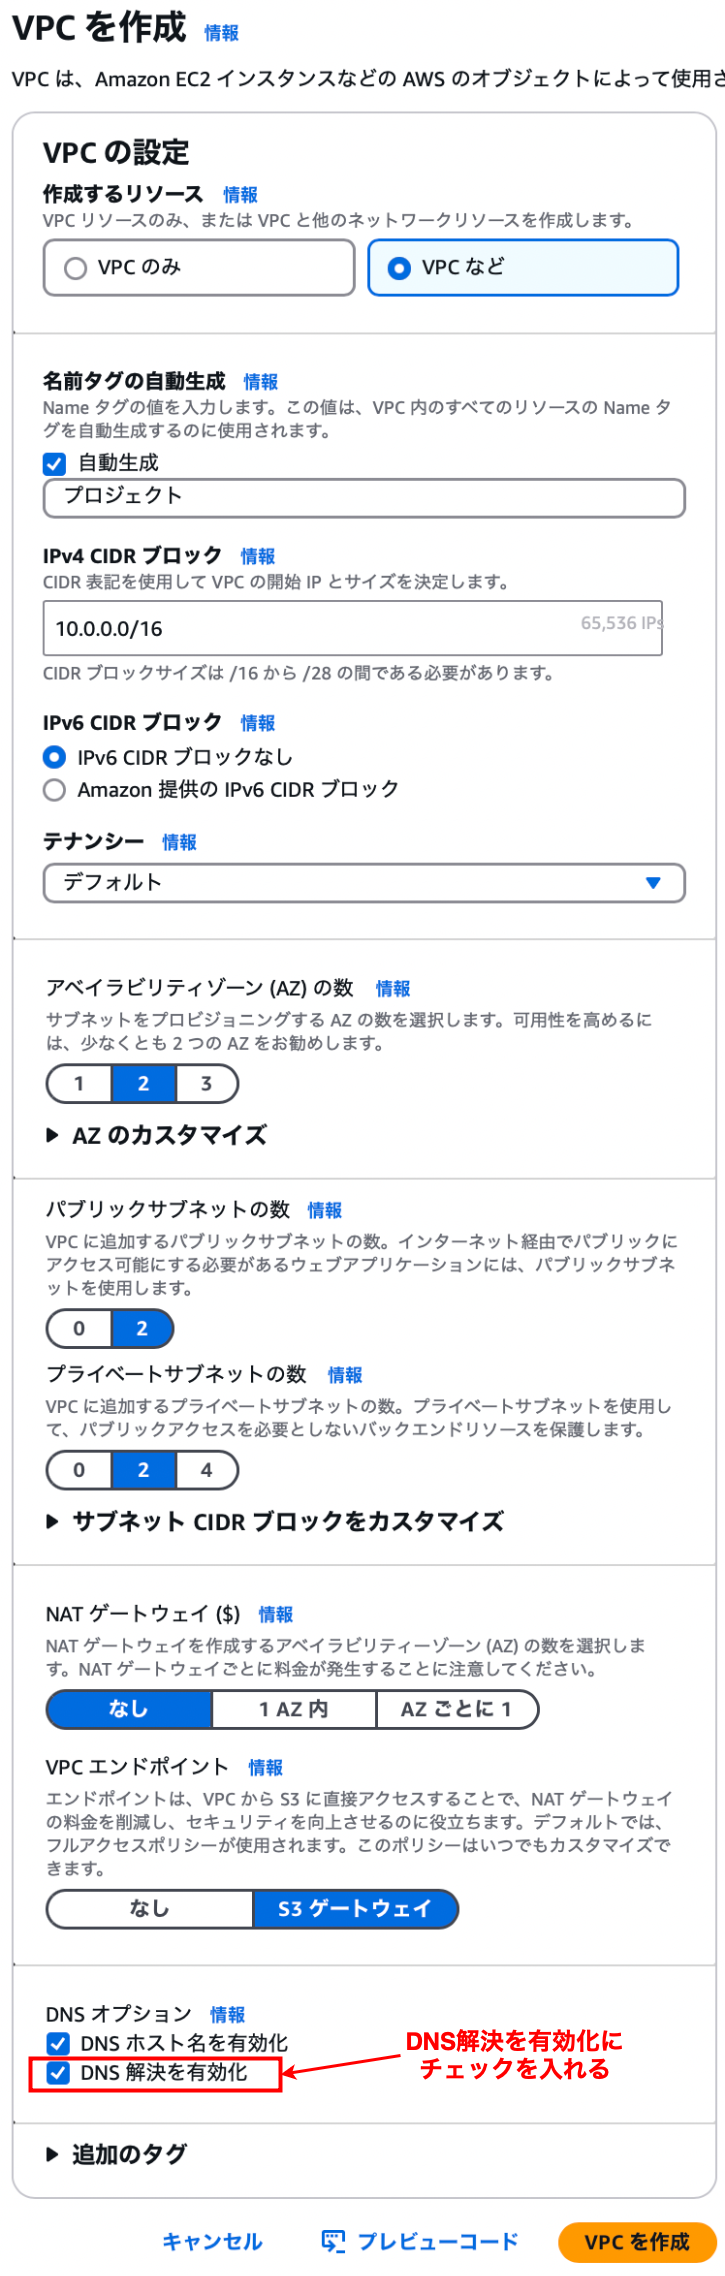 VPC を作成 情報
VPC は、Amazon EC2 インスタンスなどの AWS のオブジェクトによって使用さ
VPC の設定
作成するリソース 情報
VPC リソースのみ、または VPC と他のネットワークリソースを作成します。
VPC のみ VPC など
名前タグの自動生成 情報
Name タグの値を入力します。この値は、VPC 内のすべてのリソースの Name タ
グを自動生成するのに使用されます。
自動生成
プロジェクト
IPv4 CIDR ブロック 情報
CIDR 表記を使用して VPC の開始 IP とサイズを決定します。
10.0.0.0/16 65,536 IPs
CIDR ブロックサイズは /16 から /28 の間である必要があります。
IPv6 CIDR ブロック 情報
IPv6 CIDR ブロックなし
Amazon 提供の IPv6 CIDR ブロック
テナンシー 情報
デフォルト
アベイラビリティゾーン (AZ) の数 情報
サブネットをプロビジョニングする AZ の数を選択します。可用性を高めるに
は、少なくとも 2 つの AZ をお勧めします。
1 2 3
AZ のカスタマイズ
パブリックサブネットの数 情報
VPC に追加するパブリックサブネットの数。インターネット経由でパブリックに
アクセス可能にする必要があるウェブアプリケーションには、パブリックサブネ
ットを使用します。
0 2
プライベートサブネットの数 情報
VPC に追加するプライベートサブネットの数。プライベートサブネットを使用し
て、パブリックアクセスを必要としないバックエンドリソースを保護します。
0 2 4
サブネット CIDR ブロックをカスタマイズ
NAT ゲートウェイ ($) 情報
NAT ゲートウェイを作成するアベイラビリティーゾーン (AZ) の数を選択しま
す。NAT ゲートウェイごとに料金が発生することに注意してください。
なし 1 AZ 内 AZ ごとに 1
VPC エンドポイント 情報
エンドポイントは、VPC から S3 に直接アクセスすることで、NAT ゲートウェイ
の料金を削減し、セキュリティを向上させるのに役立ちます。デフォルトでは、
フルアクセスポリシーが使用されます。このポリシーはいつでもカスタマイズで
きます。
なし S3 ゲートウェイ
DNS オプション 情報
DNS ホスト名を有効化
DNS 解決を有効化
DNS解決を有効化に
チェックを入れる
追加のタグ
キャンセル プレビューコード VPC を作成